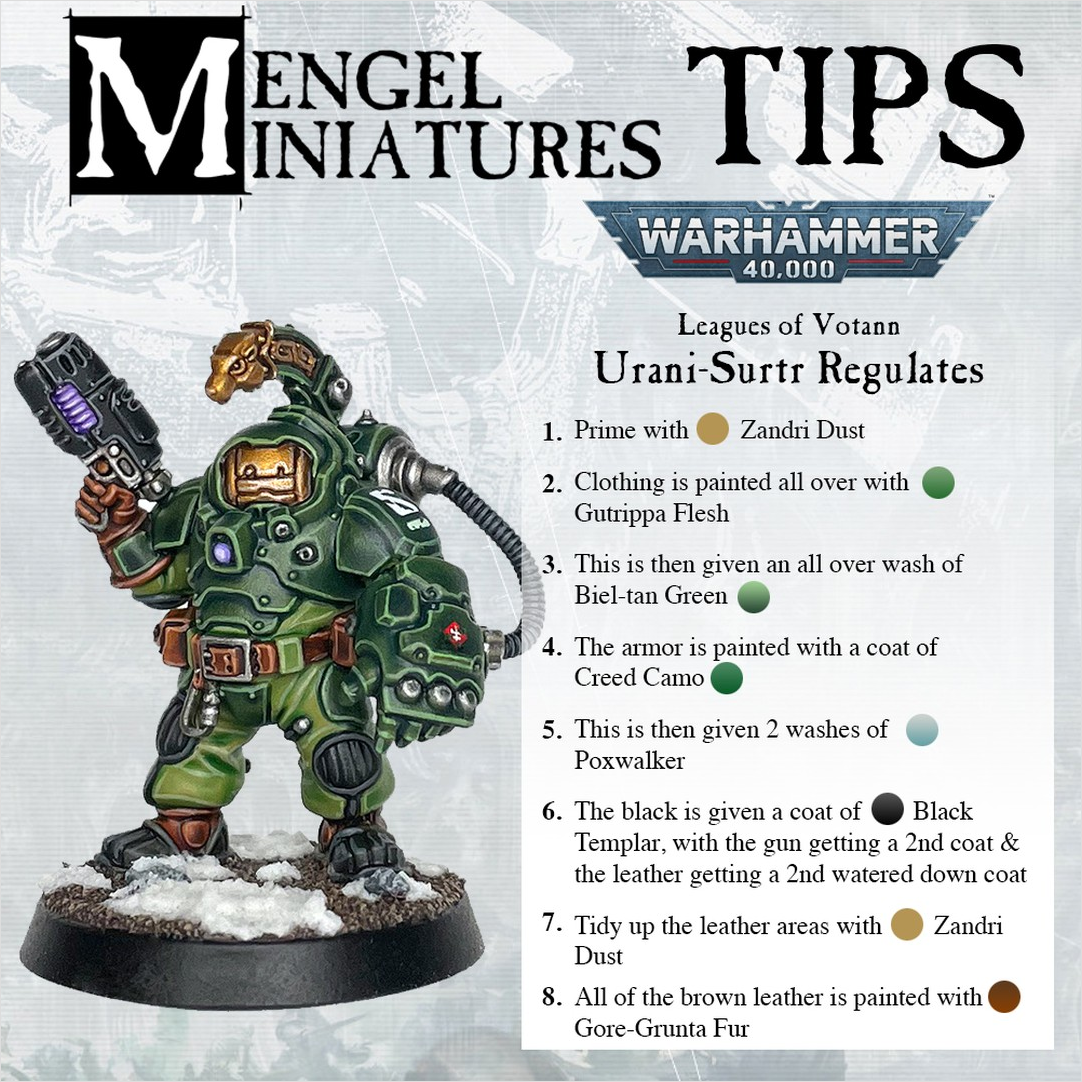 MENGEL
MINIATURES
TIPS
WARHAMMER
40,000
Leagues of Votann
Urani-Surtr Regulates
1. Prime with Zandri Dust
2. Clothing is painted all over with
Gutrippa Flesh
3. This is then given an all over wash of
Biel-tan Green
4. The armor is painted with a coat of
Creed Camo
5. This is then given 2 washes of
Poxwalker
6. The black is given a coat of Black
Templar, with the gun getting a 2nd coat &
the leather getting a 2nd watered down coat
7. Tidy up the leather areas with Zandri
Dust
8. All of the brown leather is painted with
Gore-Grunta Fur